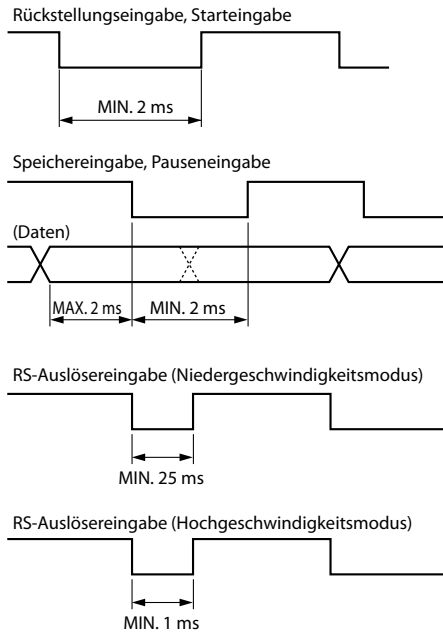 Rückstellungseingabe, Starteingabe
MIN. 2 ms
Speichereingabe, Pauseneingabe
(Daten)
MAX. 2 ms
MIN. 2 ms
RS-Auslösereingabe (Niedergeschwindigkeitsmodus)
MIN. 25 ms
RS-Auslösereingabe (Hochgeschwindigkeitsmodus)
MIN. 1 ms